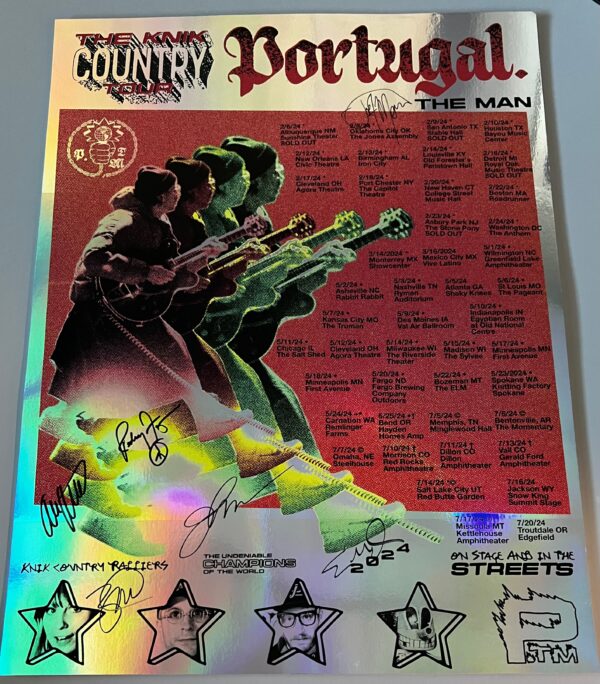 THE KNIK
COUNTRY
TOUR
Portugal.
THE MAN
P. T. M
2/6/24 *
Albuquerque NM
Sunshine Theater
SOLD OUT
2/8/24 *
Oklahoma City OK
The Jones Assembly
2/9/24 *
San Antonio TX
Stable Hall
SOLD OUT
2/10/24 *
Houston TX
Bayou Music
Center
2/12/24 *
New Orleans LA
Civic Theatre
2/13/24 *
Birmingham AL
Iron City
2/14/24 *
Louisville KY
Old Forester's
Paristown Hall
2/16/24 *
Detroit MI
Royal Oak
Music Theatre
SOLD OUT
2/17/24 *
Cleveland OH
Agora Theatre
2/18/24 *
Port Chester NY
The Capitol
Theatre
2/20/24 *
New Haven CT
College Street
Music Hall
2/22/24 *
Boston MA
Roadrunner
2/23/24 *
Asbury Park NJ
The Stone Pony
SOLD OUT
2/24/24 *
Washington DC
The Anthem
3/14/2024 *
Monterrey MX
Showcenter
3/16/2024
Mexico City MX
Vive Latino
5/1/24 +
Wilmington NC
Greenfield Lake
Amphitheater
5/2/24 +
Asheville NC
Rabbit Rabbit
5/3/24 +
Nashville TN
Ryman
Auditorium
5/5/24
Atlanta GA
Shaky Knees
5/6/24 +
St Louis MO
The Pageant
5/7/24 +
Kansas City MO
The Truman
5/9/24 +
Des Moines IA
Val Air Ballroom
5/10/24 +
Indianapolis IN
Egyptian Room
at Old National
Centre
5/11/24 +
Chicago IL
The Salt Shed
5/12/24 +
Cleveland OH
Agora Theatre
5/14/24 +
Milwaukee WI
The Riverside
Theater
5/15/24 +
Madison WI
The Sylvee
5/17/24 +
Minneapolis MN
First Avenue
5/18/24 +
Minneapolis MN
First Avenue
5/20/24 +
Fargo ND
Fargo Brewing
Company
Outdoors
5/22/24 +
Bozeman MT
The ELM
5/23/2024 +
Spokane WA
Knitting Factory
Spokane
Carnation WA
Remlinger
Farms
Bend OR
Hayden
Homes Amp
7/5/24 ©
Memphis, TN
Minglewood Hall
7/6/24 ©
Bentonville, AR
The Momentary
7/7/24 ©
Omaha, NE
Steelhouse
7/10/24 †
Morrison CO
Red Rocks
Amphitheatre
7/11/24 †
Dillon CO
Dillon
Amphitheater
7/13/24 †
Vail CO
Gerald Ford
Amphitheater
Salt Lake City UT
Red Butte Garden
7/16/24
Jackson WY
Snow King
Summit Stage
Missoula MT
Kettlehouse
Amphitheater
7/20/24
Troutdale OR
Edgefield
2024
KNIK COUNTRY RALLIERS
THE UNDENIABLE
CHAMPIONS
OF THE WORLD
ON STAGE AND IN THE
STREETS
P.TM